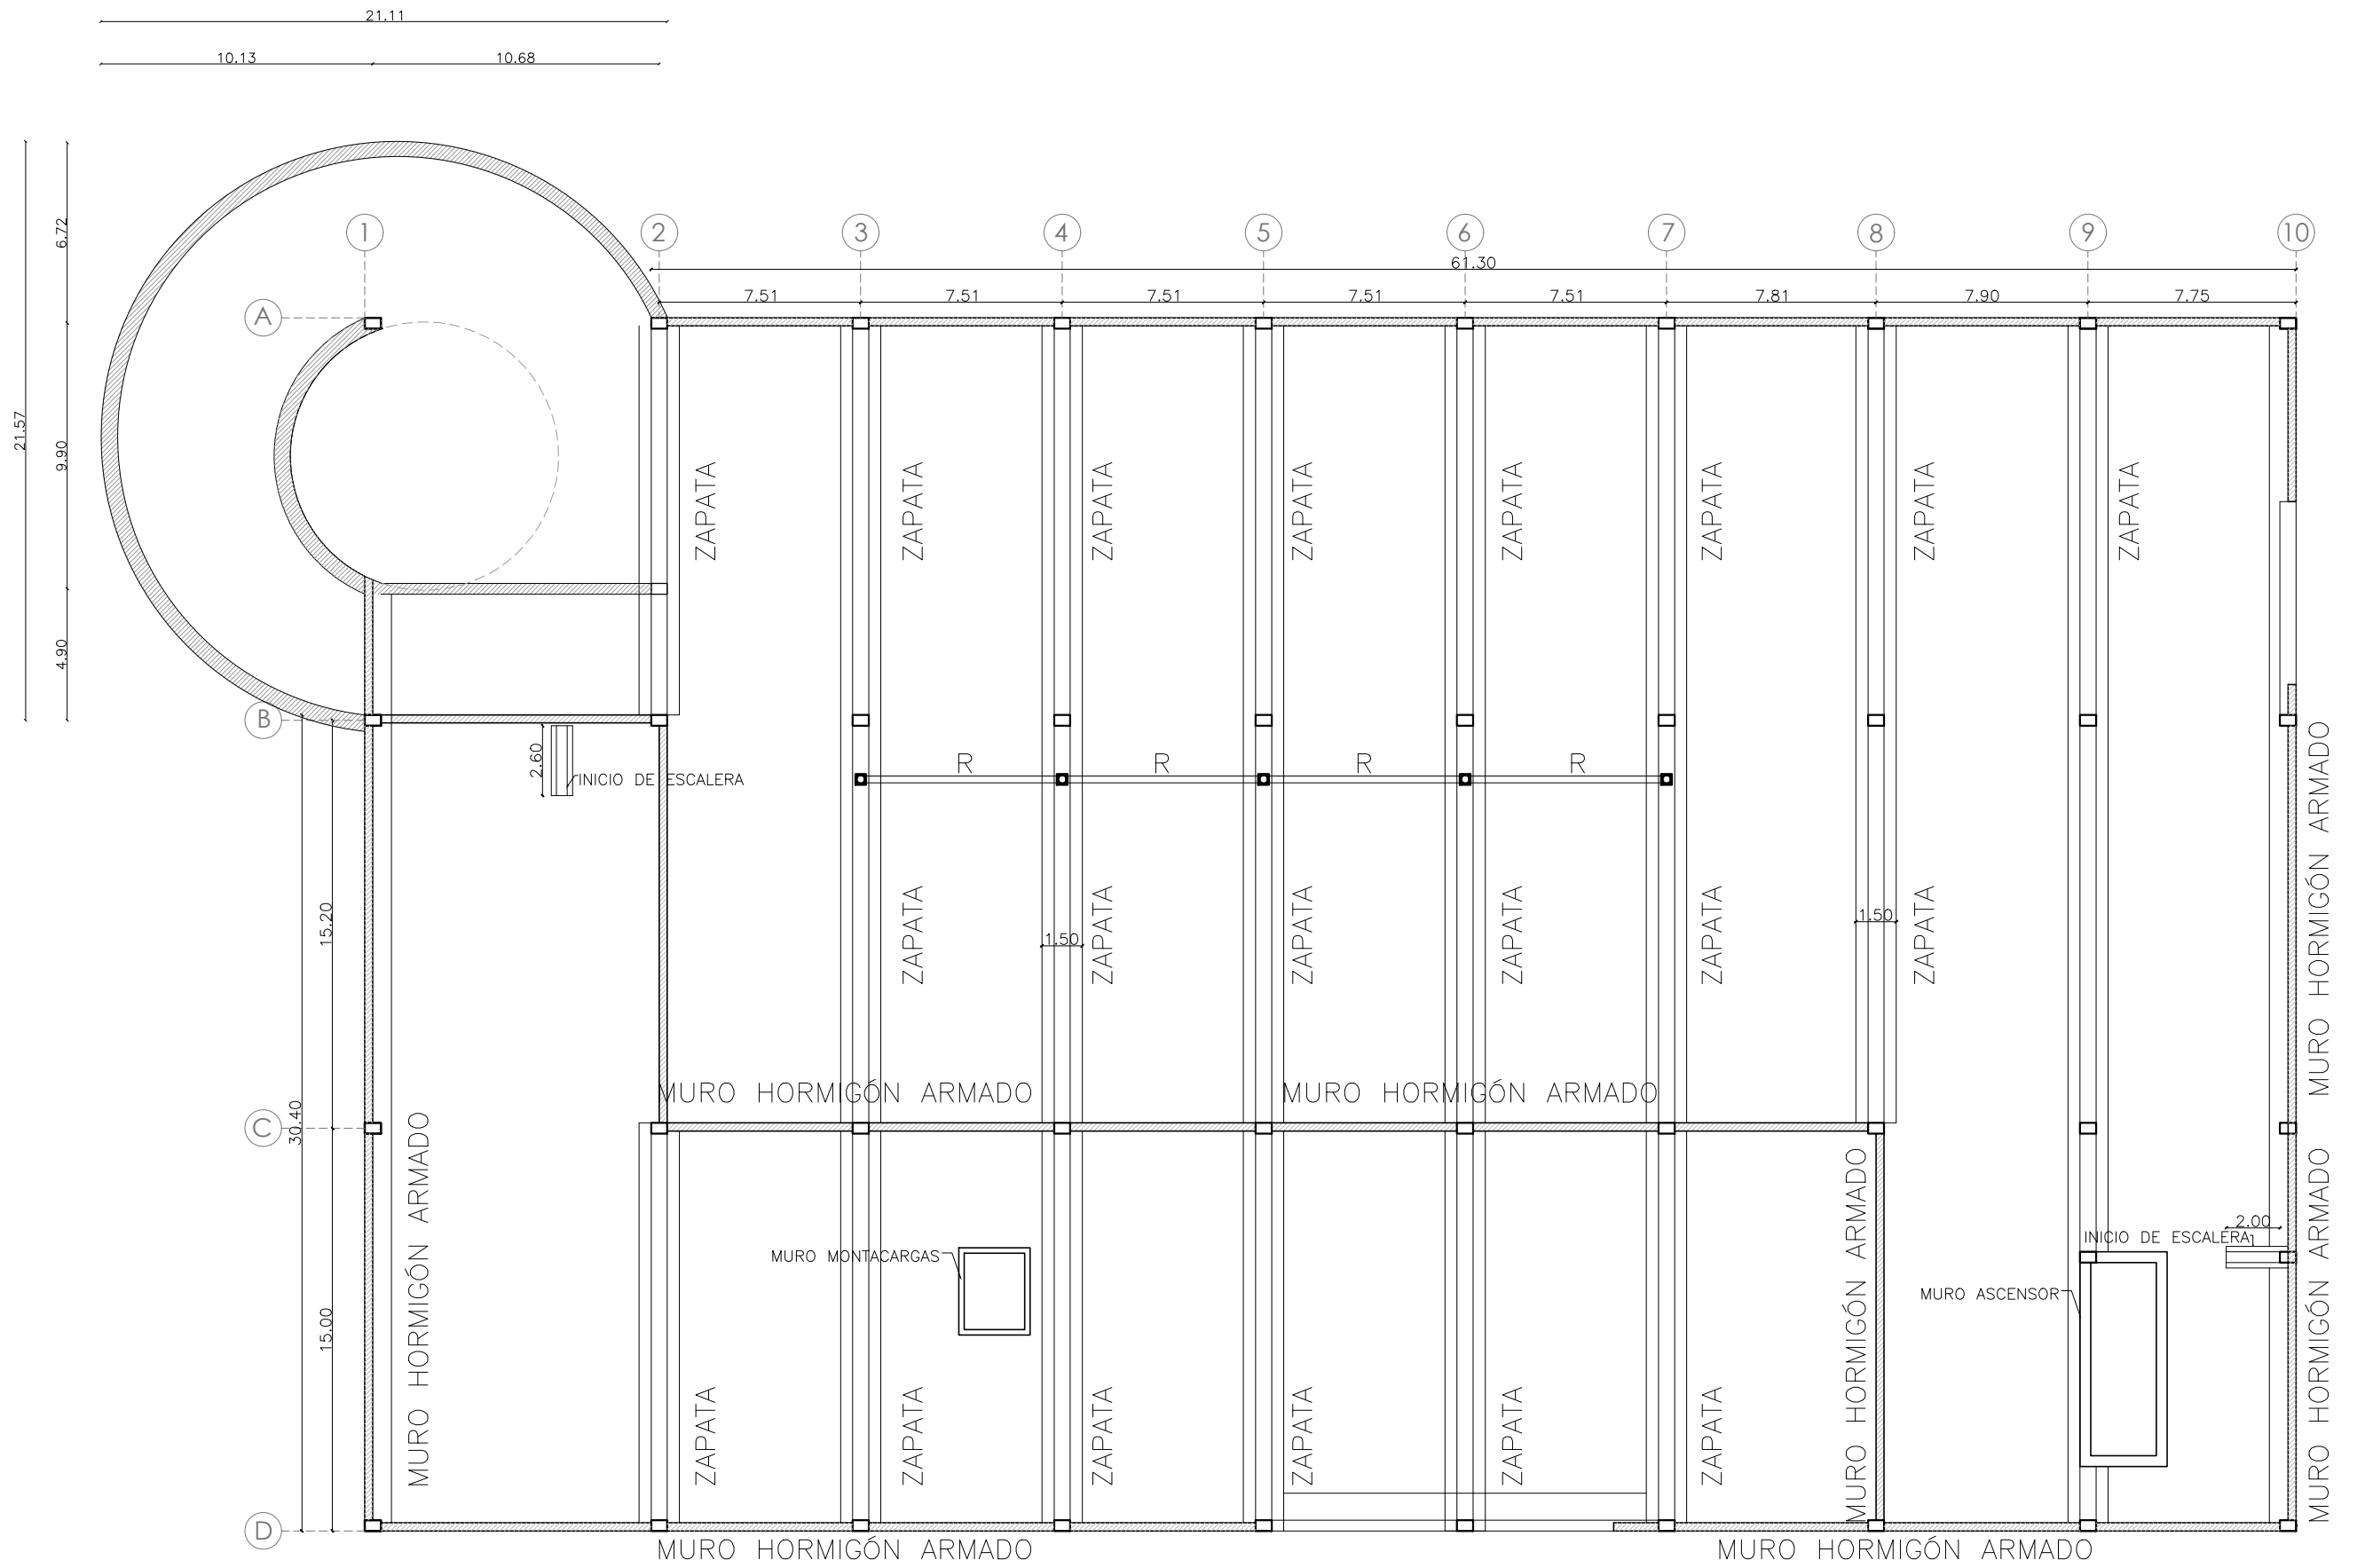 21.11
10.13
10.68
1
2
3
4
5
6
7
8
9
10
61.30
7.51
7.51
7.51
7.51
7.51
7.81
7.90
7.75
A
6.72
21.57
9.90
4.90
ZAPATA
ZAPATA
ZAPATA
ZAPATA
ZAPATA
ZAPATA
ZAPATA
ZAPATA
B
2.60
INICIO DE ESCALERA
R
R
R
R
MURO HORMIGÓN ARMADO
15.20
ZAPATA
ZAPATA
ZAPATA
ZAPATA
ZAPATA
ZAPATA
1.50
1.50
MURO HORMIGÓN ARMADO
MURO HORMIGÓN ARMADO
C
30.40
MURO HORMIGÓN ARMADO
MURO HORMIGÓN ARMADO
MURO HORMIGÓN ARMADO
2.00
INICIO DE ESCALERA
MURO MONTACARGAS
MURO ASCENSOR
15.00
ZAPATA
ZAPATA
ZAPATA
ZAPATA
ZAPATA
ZAPATA
D
MURO HORMIGÓN ARMADO
MURO HORMIGÓN ARMADO